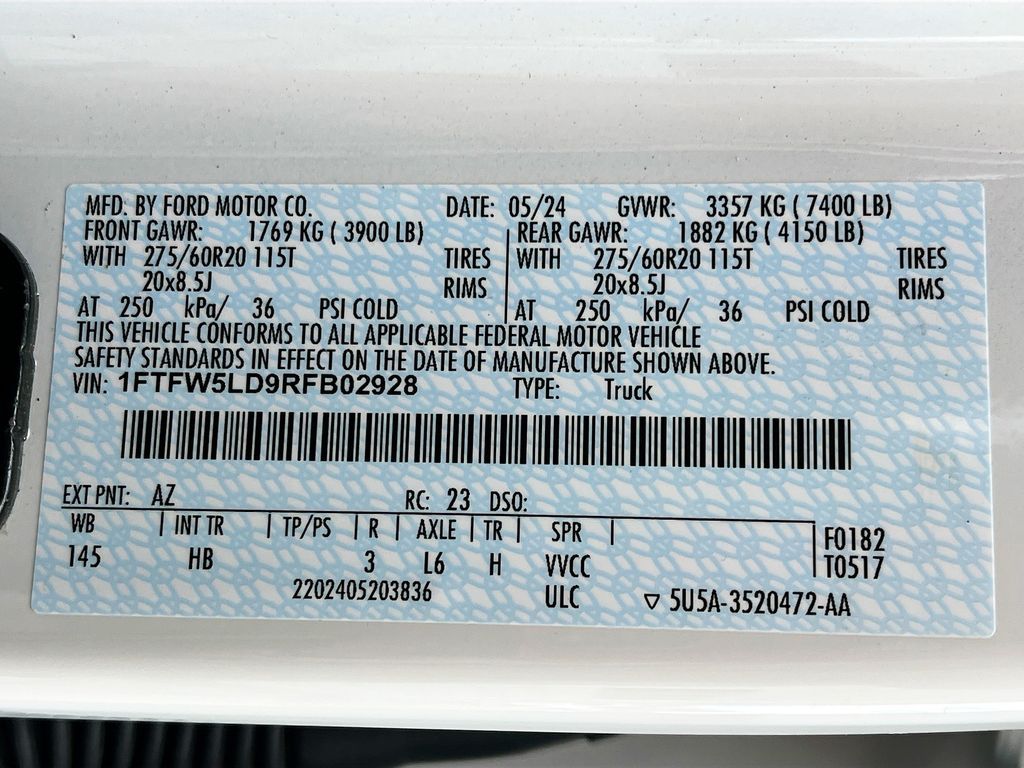 MFD. BY FORD MOTOR CO. DATE: 05/24 GVWR: 3357 KG ( 7400 LB)
FRONT GAWR: 1769 KG ( 3900 LB) REAR GAWR: 1882 KG ( 4150 LB)
WITH 275/60R20 115T TIRES WITH 275/60R20 115T TIRES
20x8.5J RIMS 20x8.5J RIMS
AT 250 kPa/ 36 PSI COLD AT 250 kPa/ 36 PSI COLD
THIS VEHICLE CONFORMS TO ALL APPLICABLE FEDERAL MOTOR VEHICLE
SAFETY STANDARDS IN EFFECT ON THE DATE OF MANUFACTURE SHOWN ABOVE.
VIN: 1FTFW5LD9RFB02928 TYPE: Truck
EXT PNT: AZ RC: 23 DSO:
WB INT TR TP/PS R AXLE TR SPR F0182
145 HB 3 L6 H VVCC T0517
2202405203836 ULC ▽ 5U5A-3520472-AA